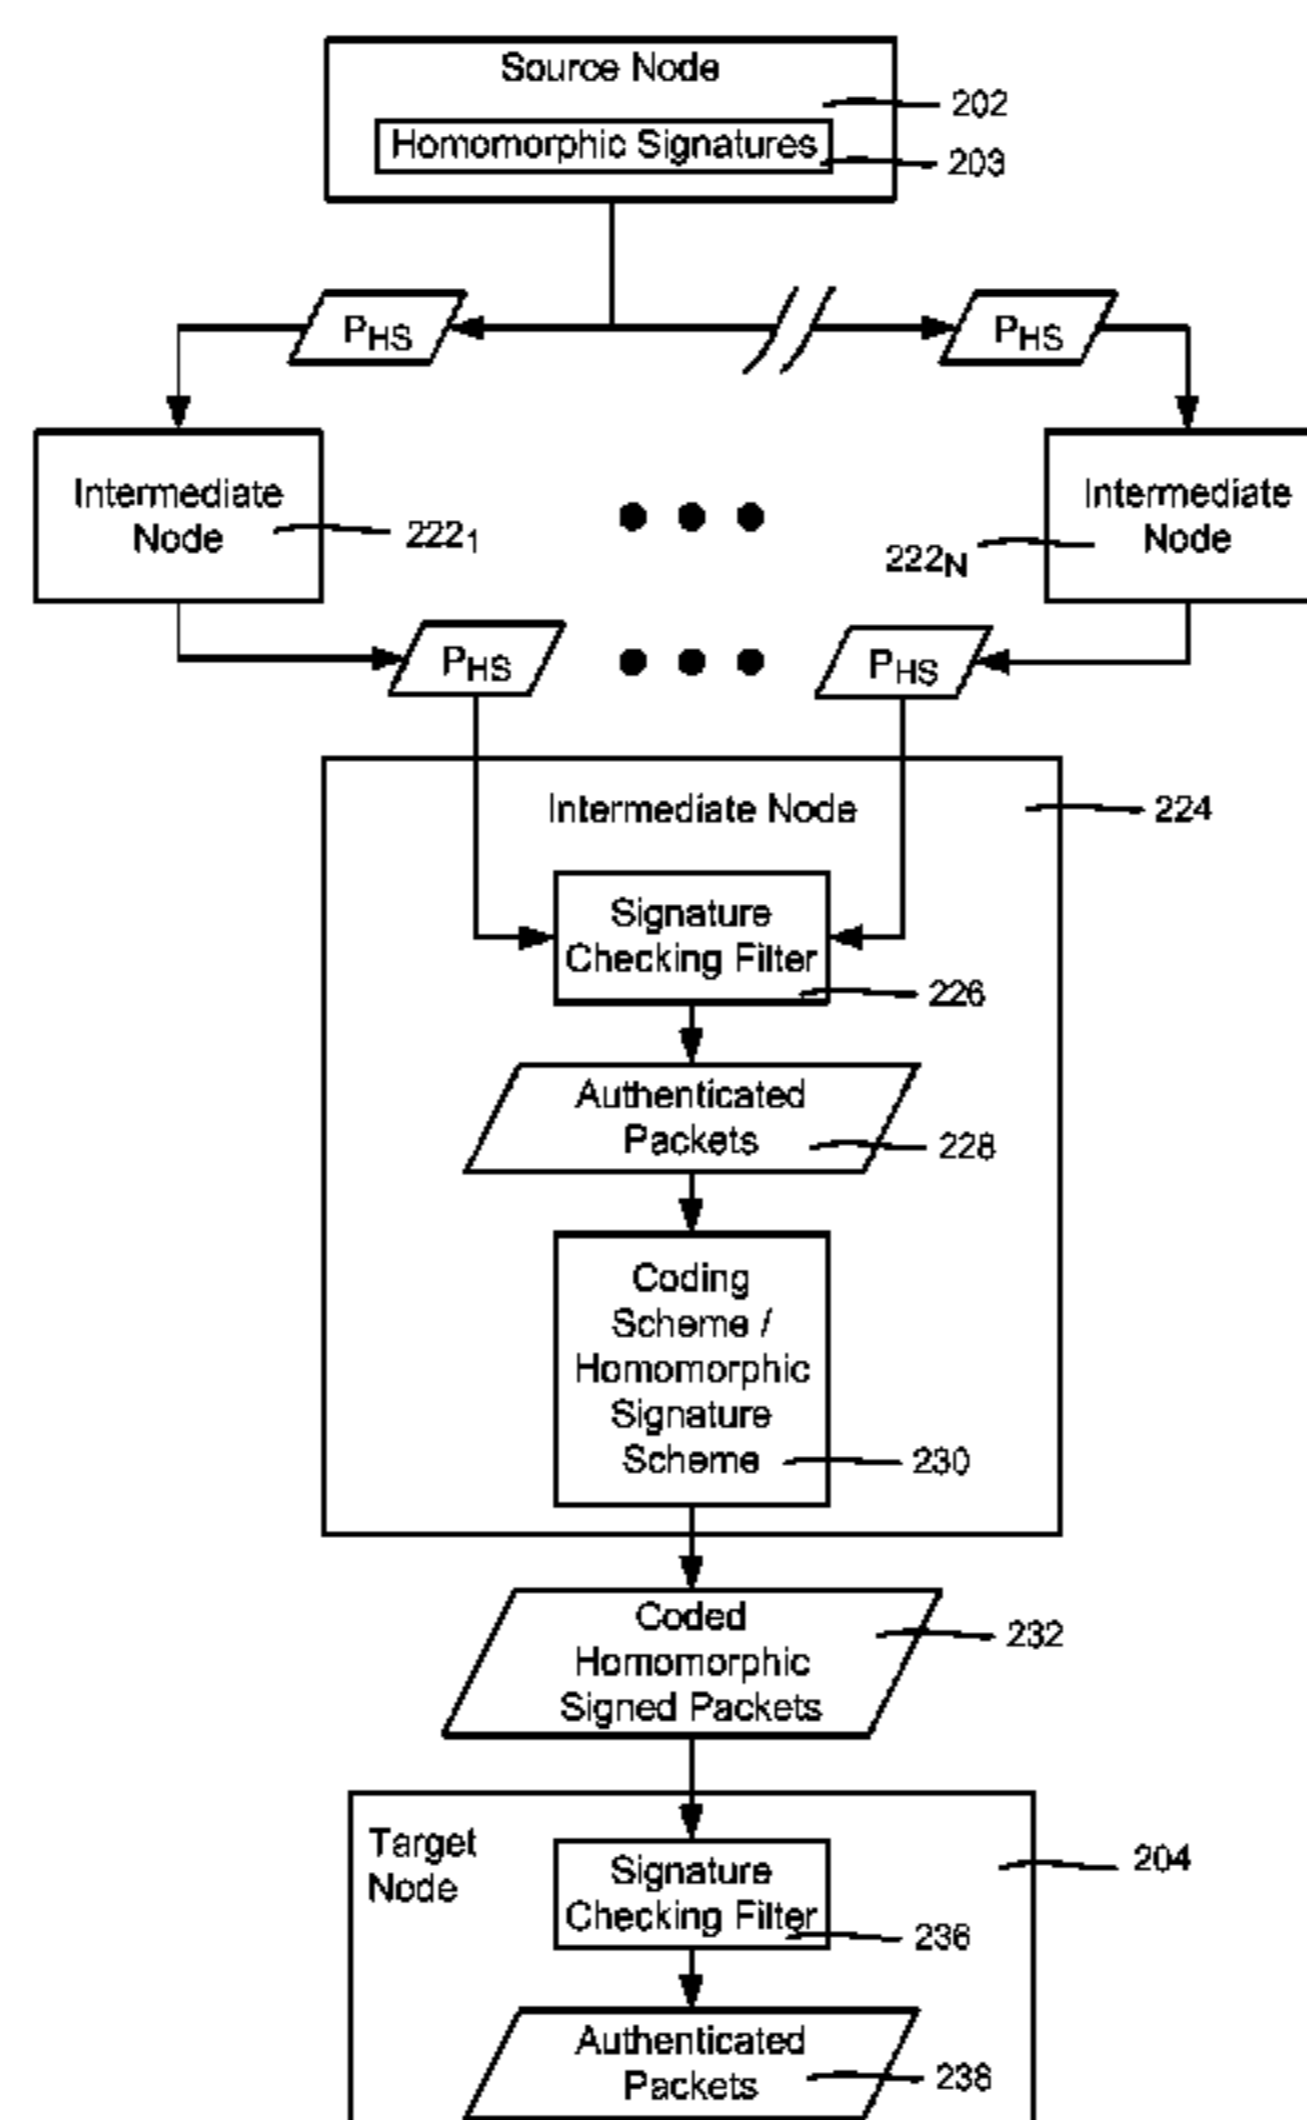 Source Node
202
Homomorphic Signatures
203
PHS
PHS
Intermediate
Node
2221
Intermediate
Node
222N
PHS
PHS
Intermediate Node
224
Signature
Checking Filter
226
Authenticated
Packets
228
Coding
Scheme /
Homomorphic
Signature
Scheme
230
Coded
Homomorphic
Signed Packets
232
Target
Node
204
Signature
Checking Filter
236
Authenticated
Packets
238